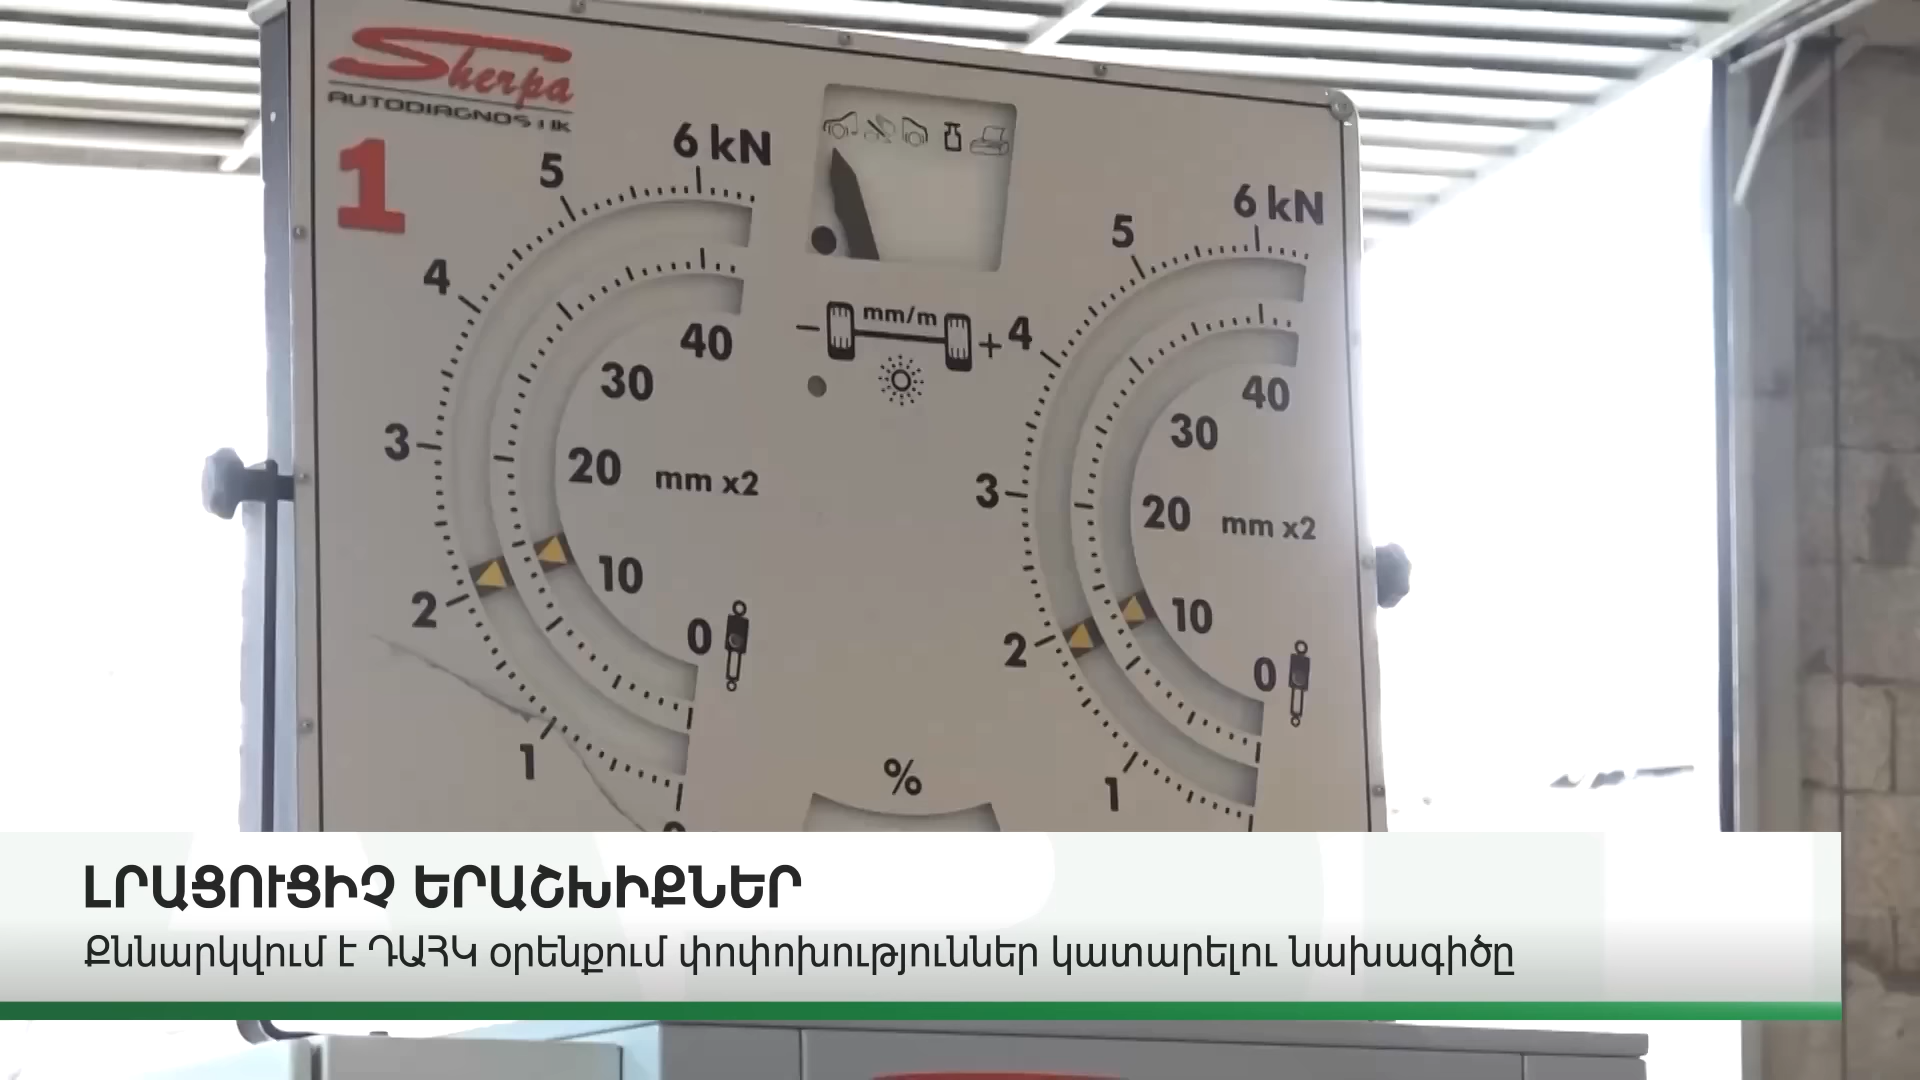 Sherpa
AUTODIAGNOSTIK
1
6 kN
5
4
3
2
1
40
30
20
mm x2
10
0
mm/m
- +
%
6 kN
5
4
3
2
1
40
30
20
mm x2
10
0
ԼՐԱՑՈՒՑԻՉ ԵՐԱՇԽԻՔՆԵՐ
Քննարկվում է ԴԱՀԿ օրենքում փոփոխություններ կատարելու նախագիծը